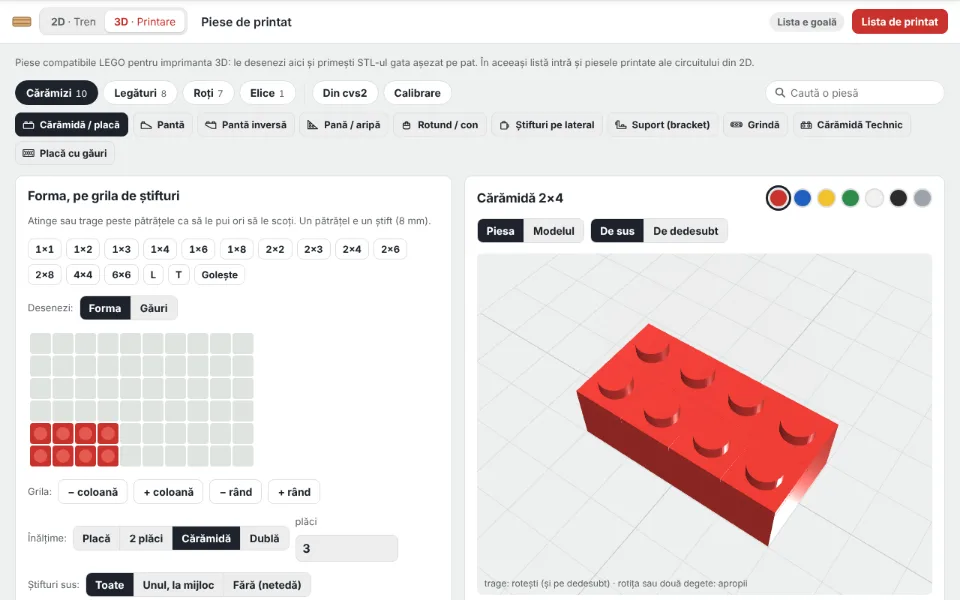 2D · Tren
3D · Printare
Piese de printat
Lista e goală
Lista de printat
Piese compatibile LEGO pentru imprimanta 3D: le desenezi aici și primești STL-ul gata așezat pe pat. În aceeași listă intră și piesele printate ale circuitului din 2D.
Cărămizi 10
Legături 8
Roți 7
Elice 1
Din cvs2
Calibrare
Caută o piesă
Cărămidă / placă
Pantă
Pantă inversă
Pană / aripă
Rotund / con
Știfturi pe lateral
Suport (bracket)
Grindă
Cărămidă Technic
Placă cu găuri
Forma, pe grila de știfturi
Atinge sau trage peste pătrățele ca să le pui ori să le scoți. Un pătrățel e un știft (8 mm).
1×1
1×2
1×3
1×4
1×6
1×8
2×2
2×3
2×4
2×6
2×8
4×4
6×6
L
T
Golește
Desenezi:
Forma
Găuri
Grila:
− coloană
+ coloană
− rând
+ rând
Înălțime:
Placă
2 plăci
Cărămidă
Dublă
plăci
3
Știfturi sus:
Toate
Unul, la mijloc
Fără (netedă)
Cărămidă 2×4
Piesa
Modelul
De sus
De dedesubt
trage: rotești (și pe dedesubt) · rotița sau două degete: apropii